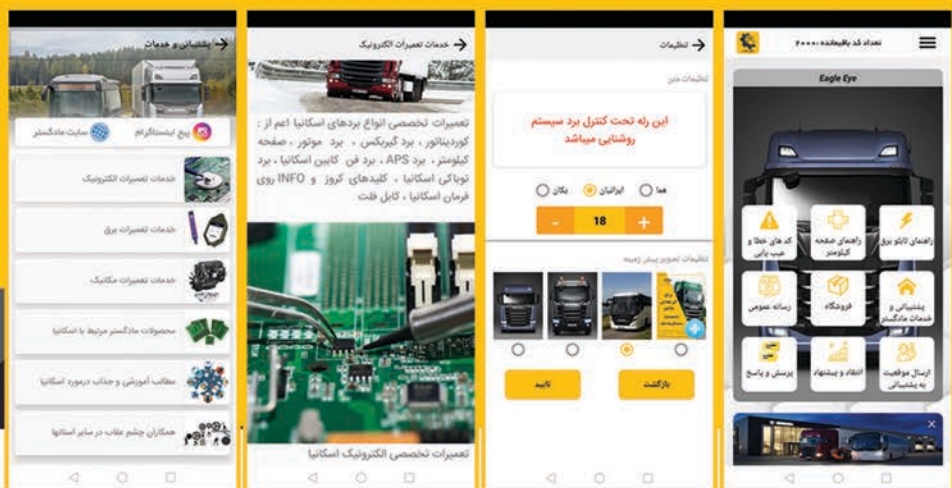 تعداد کد باقیمانده :۲۰۰۰
Eagle Eye
راهنمای تابلو برق
راهنمای صفحه
کیلومتر
کد های خطا و
عیب یابی
پشتیبانی و
خدمات مادگستر
فروشگاه
رسانه عمومی
ارسال موقعیت
به پشتیبانی
انتقاد و پیشنهاد
پرسش و پاسخ
تنظیمات
تنظیمات متن
این رله تحت کنترل برد سیستم
روشنایی میباشد
هما
ایرانیان
یکان
- 18 +
تنظیمات تصویر پیش زمینه
بازگشت
تایید
خدمات تعمیرات الکترونیک
تعمیرات تخصصی انواع بردهای اسکانیا اعم از :
کوردیناتور ، برد گیربکس ، برد موتور ، صفحه
کیلومتر ، برد APS ، برد فن کابین اسکانیا ، برد
توباکی اسکانیا ، کلیدهای کروز و INFO روی
فرمان اسکانیا ، کابل فلت
تعمیرات تخصصی الکترونیک اسکانیا
پشتیبانی و خدمات
پیج اینستاگرام
سایت مادگستر
خدمات تعمیرات الکترونیک
خدمات تعمیرات برق
خدمات تعمیرات مکانیک
محصولات مادگستر مرتبط با اسکانیا
مطالب آموزشی و جذاب درمورد اسکانیا
همکاران چشم عقاب در سایر استانها